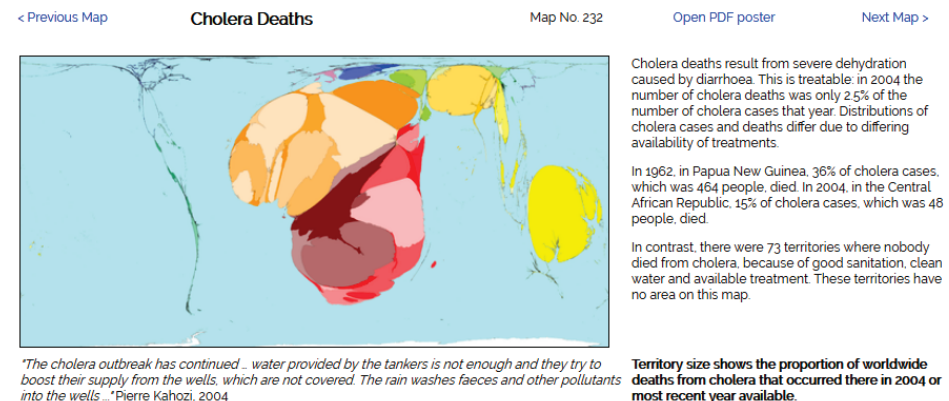 < Previous Map Cholera Deaths Map No. 232 Open PDF poster Next Map >
Cholera deaths result from severe dehydration
caused by diarrhoea. This is treatable: in 2004 the
number of cholera deaths was only 2.5% of the
number of cholera cases that year. Distributions of
cholera cases and deaths differ due to differing
availability of treatments.
In 1962, in Papua New Guinea, 36% of cholera cases,
which was 464 people, died. In 2004, in the Central
African Republic, 15% of cholera cases, which was 48
people, died.
In contrast, there were 73 territories where nobody
died from cholera, because of good sanitation, clean
water and available treatment. These territories have
no area on this map.
"The cholera outbreak has continued ... water provided by the tankers is not enough and they try to
boost their supply from the wells, which are not covered. The rain washes faeces and other pollutants
into the wells ..." Pierre Kahozi, 2004
Territory size shows the proportion of worldwide
deaths from cholera that occurred there in 2004 or
most recent year available.